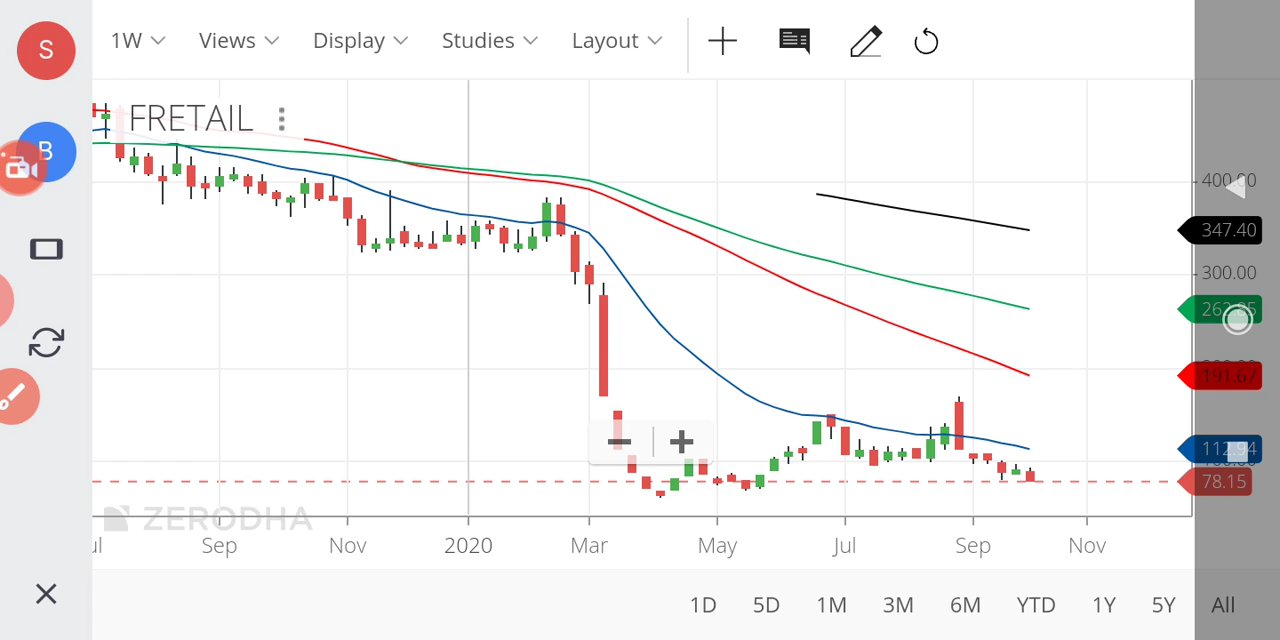 S
1W Views Display Studies Layout
B
FRETAIL
400.00
347.40
300.00
262.85
191.67
112.94
78.15
ZERODHA
Sep Nov 2020 Mar May Jul Sep Nov
1D 5D 1M 3M 6M YTD 1Y 5Y All